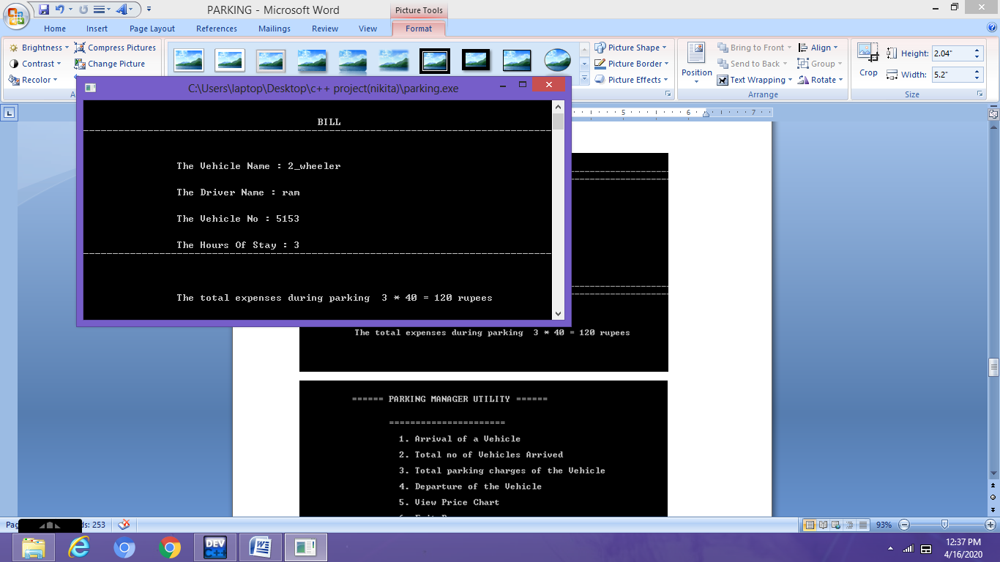 PARKING - Microsoft Word
Picture Tools
Home Insert Page Layout References Mailings Review View Format
Brightness Compress Pictures
Contrast Change Picture
Recolor
Picture Shape
Picture Border
Picture Effects
Position
Bring to Front
Send to Back
Text Wrapping
Align
Group
Rotate
Arrange
Crop
Height: 2.04"
Width: 5.2"
Size
5 6 7
C:\Users\laptop\Desktop\c++ project(nikita)\parking.exe
BILL
The Vehicle Name : 2_wheeler
The Driver Name : ram
The Vehicle No : 5153
The Hours Of Stay : 3
The total expenses during parking 3 * 40 = 120 rupees
The total expenses during parking 3 * 40 = 120 rupees
====== PARKING MANAGER UTILITY ======
======================
1. Arrival of a Vehicle
2. Total no of Vehicles Arrived
3. Total parking charges of the Vehicle
4. Departure of the Vehicle
5. View Price Chart
ds: 253
93%
DEV
C++
12:37 PM
4/16/2020